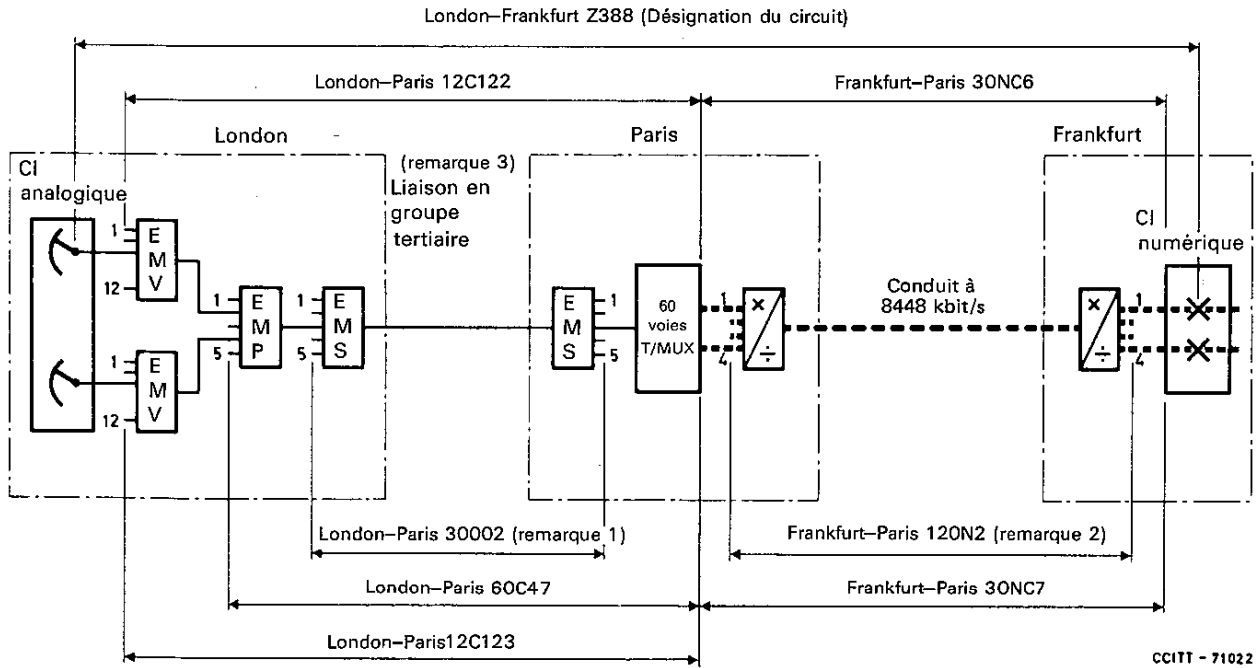 London–Frankfurt Z388 (Désignation du circuit)
London–Paris 12C122
Frankfurt–Paris 30NC6
London
Paris
Frankfurt
CI
analogique
(remarque 3)
Liaison en
groupe
tertiaire
CI
numérique
1
12
E
M
V
1
5
E
M
P
1
5
E
M
S
E
M
S
1
5
60
voies
T/MUX
1
4
×
÷
Conduit à
8448 kbit/s
×
÷
1
4
1
12
E
M
V
London–Paris 30002 (remarque 1)
Frankfurt–Paris 120N2 (remarque 2)
London–Paris 60C47
Frankfurt–Paris 30NC7
London–Paris12C123
CCITT - 71022